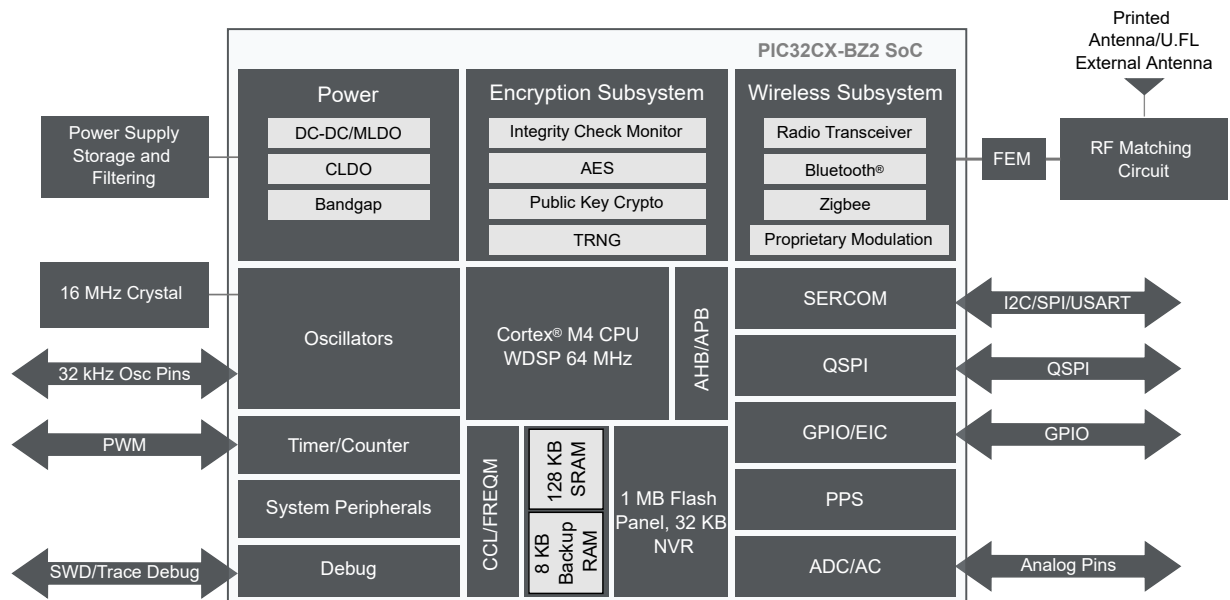 Printed
Antenna/U.FL
External Antenna
PIC32CX-BZ2 SoC
Power Supply
Storage and
Filtering
Power
DC-DC/MLDO
CLDO
Bandgap
Encryption Subsystem
Integrity Check Monitor
AES
Public Key Crypto
TRNG
Wireless Subsystem
Radio Transceiver
Bluetooth®
Zigbee
Proprietary Modulation
FEM
RF Matching
Circuit
16 MHz Crystal
32 kHz Osc Pins
Oscillators
Cortex® M4 CPU
WDSP 64 MHz
AHB/APB
SERCOM
I2C/SPI/USART
QSPI
QSPI
PWM
Timer/Counter
GPIO/EIC
GPIO
System Peripherals
CCL/FREQM
128 KB
SRAM
8 KB
Backup
RAM
1 MB Flash
Panel, 32 KB
NVR
PPS
SWD/Trace Debug
Debug
ADC/AC
Analog Pins